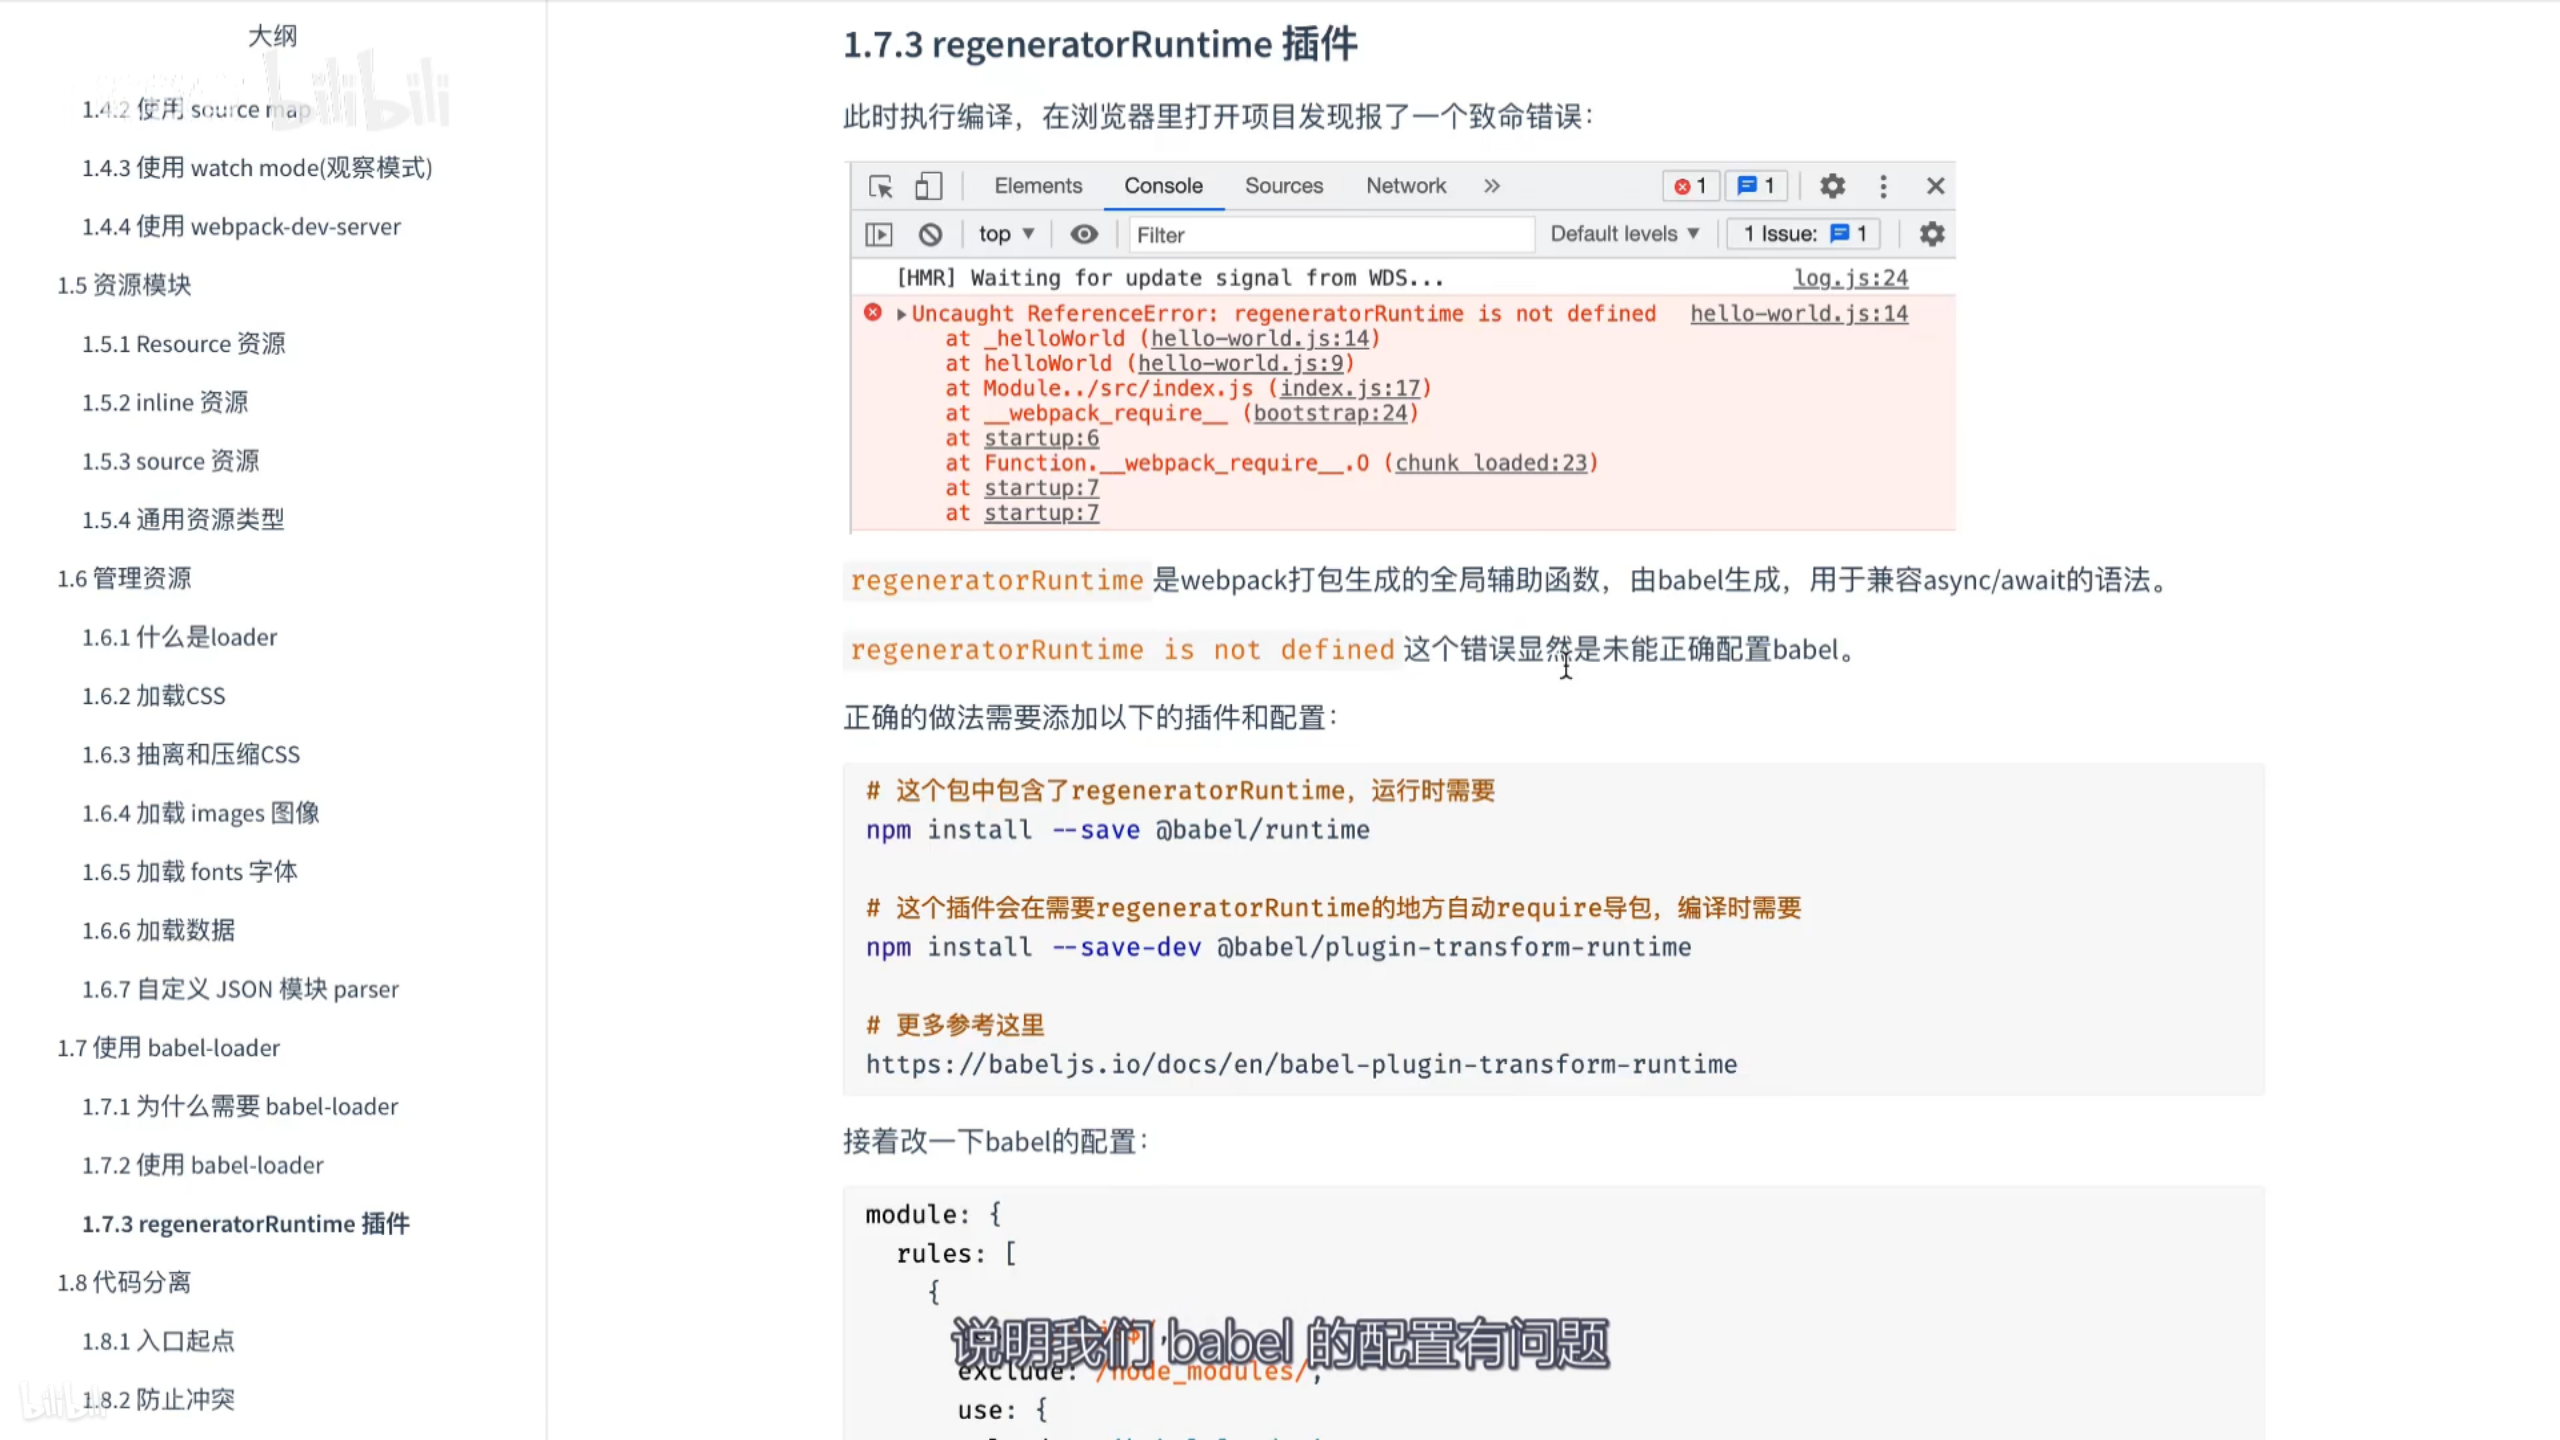 大纲
bilibili
1.4.2 使用 source map
1.4.3 使用 watch mode(观察模式)
1.4.4 使用 webpack-dev-server
1.5 资源模块
1.5.1 Resource 资源
1.5.2 inline 资源
1.5.3 source 资源
1.5.4 通用资源类型
1.6 管理资源
1.6.1 什么是loader
1.6.2 加载CSS
1.6.3 抽离和压缩CSS
1.6.4 加载 images 图像
1.6.5 加载 fonts 字体
1.6.6 加载数据
1.6.7 自定义 JSON 模块 parser
1.7 使用 babel-loader
1.7.1 为什么需要 babel-loader
1.7.2 使用 babel-loader
1.7.3 regeneratorRuntime 插件
1.8 代码分离
1.8.1 入口起点
1.8.2 防止冲突
bilibili
1.7.3 regeneratorRuntime 插件
此时执行编译，在浏览器里打开项目发现报了一个致命错误：
Elements Console Sources Network » 1 1
top ▼ Filter Default levels ▼ 1 Issue: 1
[HMR] Waiting for update signal from WDS... log.js:24
▶Uncaught ReferenceError: regeneratorRuntime is not defined hello-world.js:14
at _helloWorld (hello-world.js:14)
at helloWorld (hello-world.js:9)
at Module../src/index.js (index.js:17)
at __webpack_require__ (bootstrap:24)
at startup:6
at Function.__webpack_require__.O (chunk loaded:23)
at startup:7
at startup:7
regeneratorRuntime 是webpack打包生成的全局辅助函数，由babel生成，用于兼容async/await的语法。
regeneratorRuntime is not defined 这个错误显然是未能正确配置babel。
正确的做法需要添加以下的插件和配置：
# 这个包中包含了regeneratorRuntime，运行时需要
npm install --save @babel/runtime
# 这个插件会在需要regeneratorRuntime的地方自动require导包，编译时需要
npm install --save-dev @babel/plugin-transform-runtime
# 更多参考这里
https://babeljs.io/docs/en/babel-plugin-transform-runtime
接着改一下babel的配置：
module: {
rules: [
{
说明我们 babel 的配置有问题
exclude: /node_modules/,
use: {